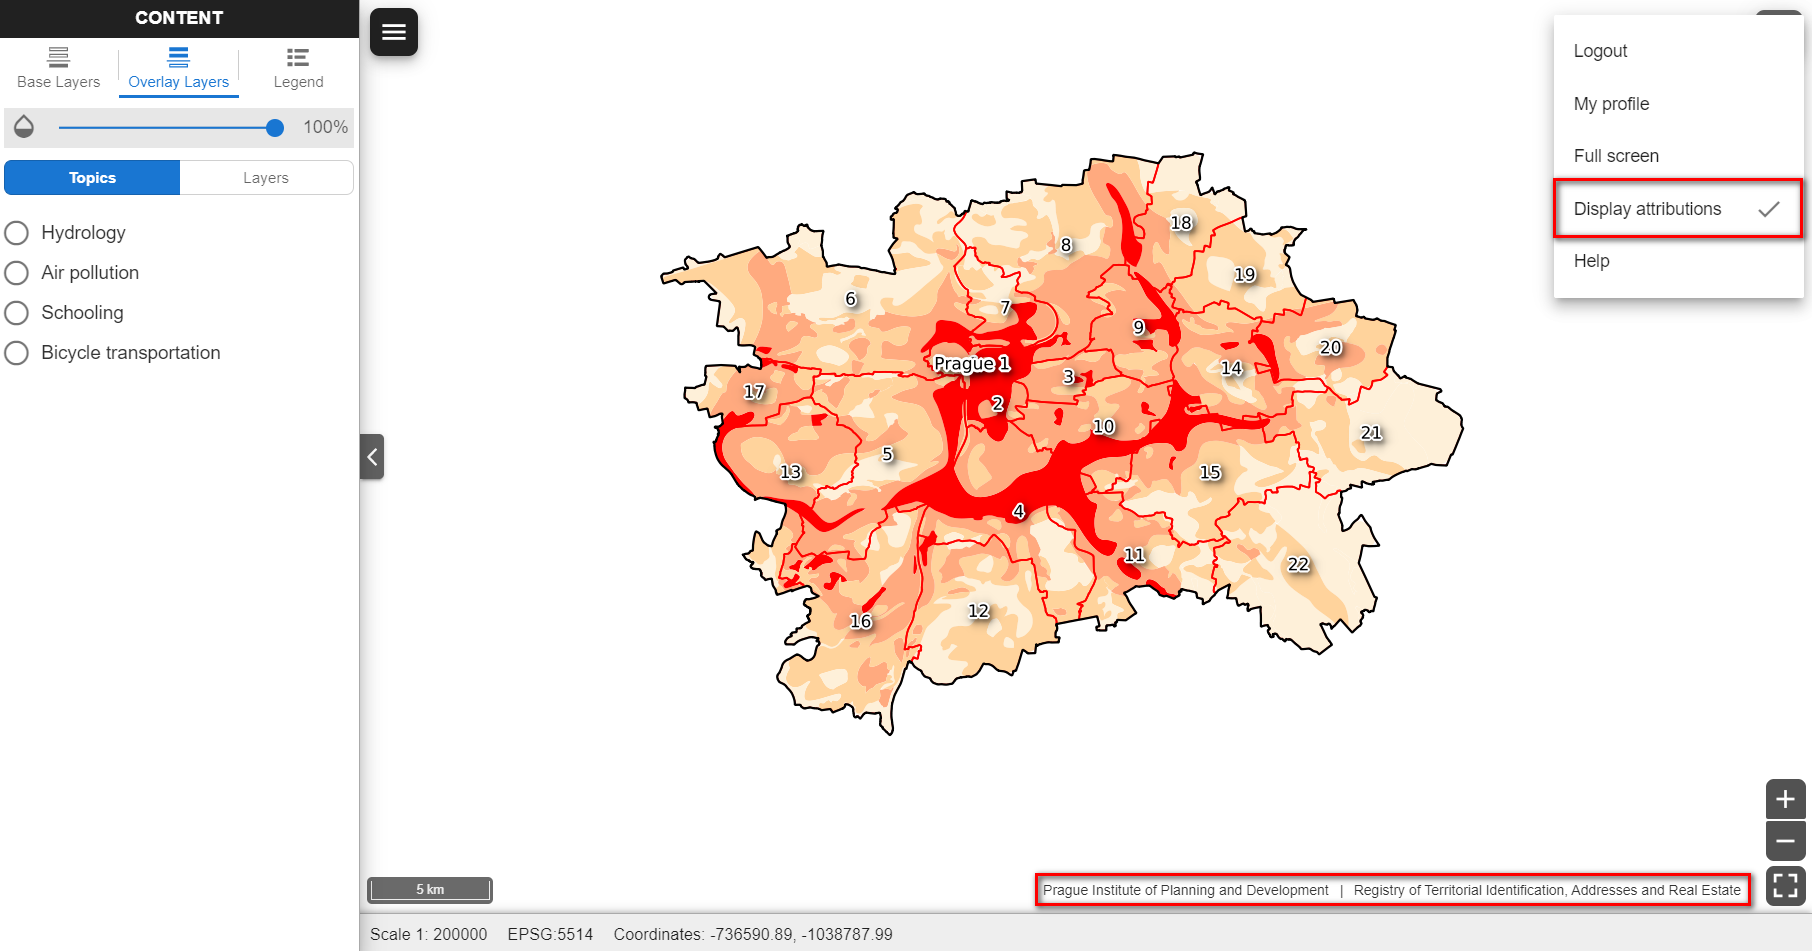 CONTENT
Base Layers
Overlay Layers
Legend
100%
Topics
Layers
Hydrology
Air pollution
Schooling
Bicycle transportation
Logout
My profile
Full screen
Display attributions
Help
18
8
19
6
7
9
20
Prague 1
14
3
17
2
10
21
5
13
15
4
11
22
12
16
5 km
Prague Institute of Planning and Development | Registry of Territorial Identification, Addresses and Real Estate
Scale 1: 200000 EPSG:5514 Coordinates: -736590.89, -1038787.99